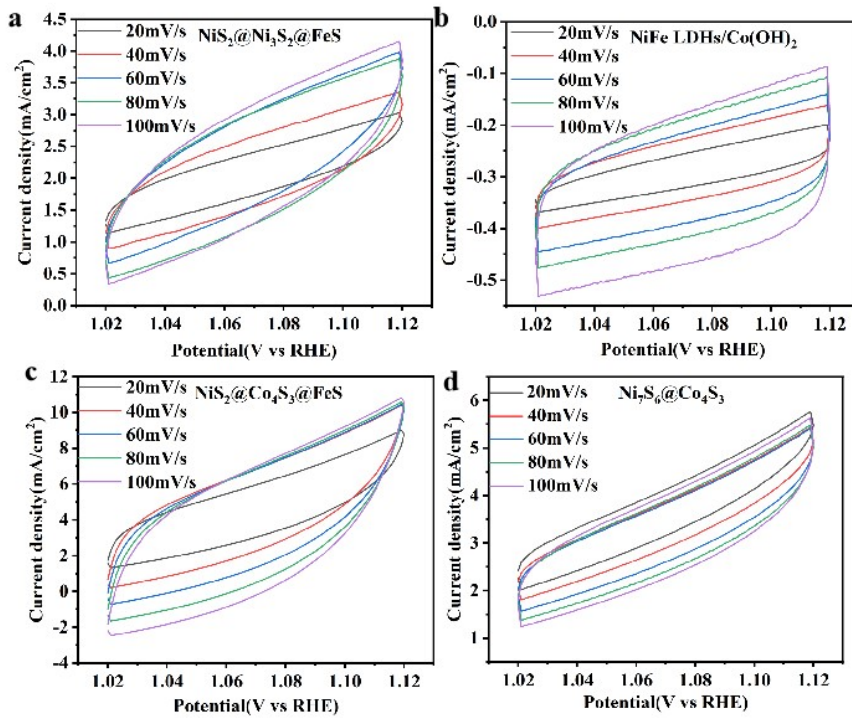 a
NiS₂@Ni₃S₂@FeS
20mV/s
40mV/s
60mV/s
80mV/s
100mV/s
4.5
4.0
3.5
3.0
2.5
2.0
1.5
1.0
0.5
0.0
Current density(mA/cm²)
1.02 1.04 1.06 1.08 1.10 1.12
Potential(V vs RHE)
b
NiFe LDHs/Co(OH)₂
20mV/s
40mV/s
60mV/s
80mV/s
100mV/s
-0.0
-0.1
-0.2
-0.3
-0.4
-0.5
Current density(mA/cm²)
1.02 1.04 1.06 1.08 1.10 1.12
Potential(V vs RHE)
c
NiS₂@Co₄S₃@FeS
20mV/s
40mV/s
60mV/s
80mV/s
100mV/s
12
10
8
6
4
2
0
-2
-4
Current density(mA/cm²)
1.02 1.04 1.06 1.08 1.10 1.12
Potential(V vs RHE)
d
Ni₇S₆@Co₄S₃
20mV/s
40mV/s
60mV/s
80mV/s
100mV/s
6
5
4
3
2
1
Current density(mA/cm²)
1.02 1.04 1.06 1.08 1.10 1.12
Potential(V vs RHE)